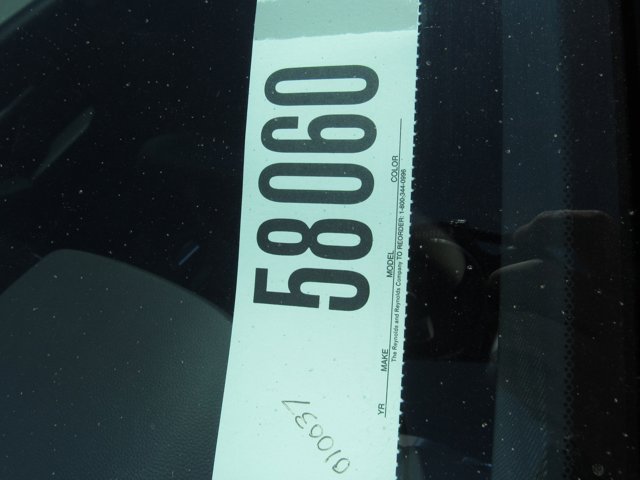 58060
YR MAKE MODEL COLOR
The Reynolds and Reynolds Company TO REORDER: 1-800-344-0996
010037